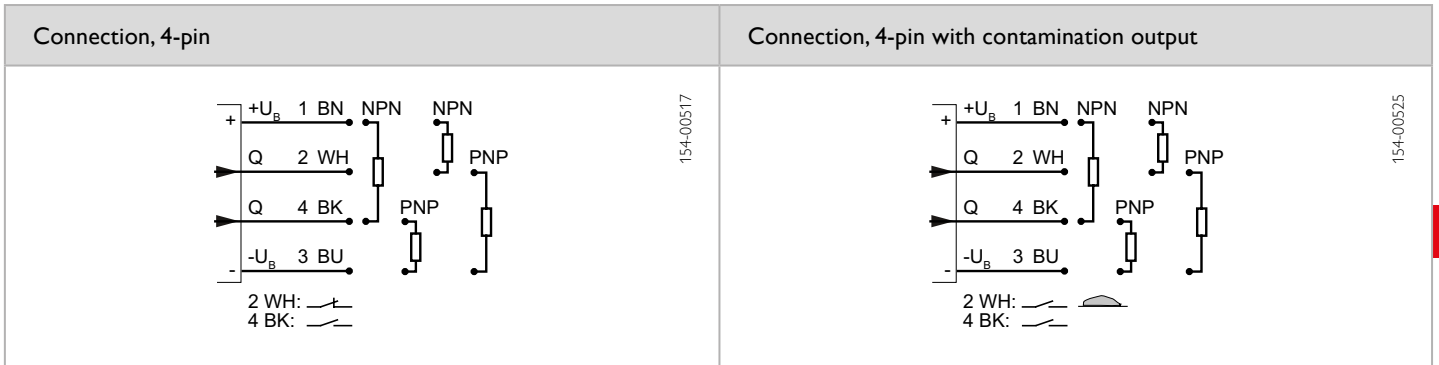 Connection, 4-pin
+U_B 1 BN NPN NPN
+
Q 2 WH PNP
Q 4 BK PNP
-U_B 3 BU
-
2 WH:
4 BK:
154-00517
Connection, 4-pin with contamination output
+U_B 1 BN NPN NPN
+
Q 2 WH PNP
Q 4 BK PNP
-U_B 3 BU
-
2 WH:
4 BK:
154-00525